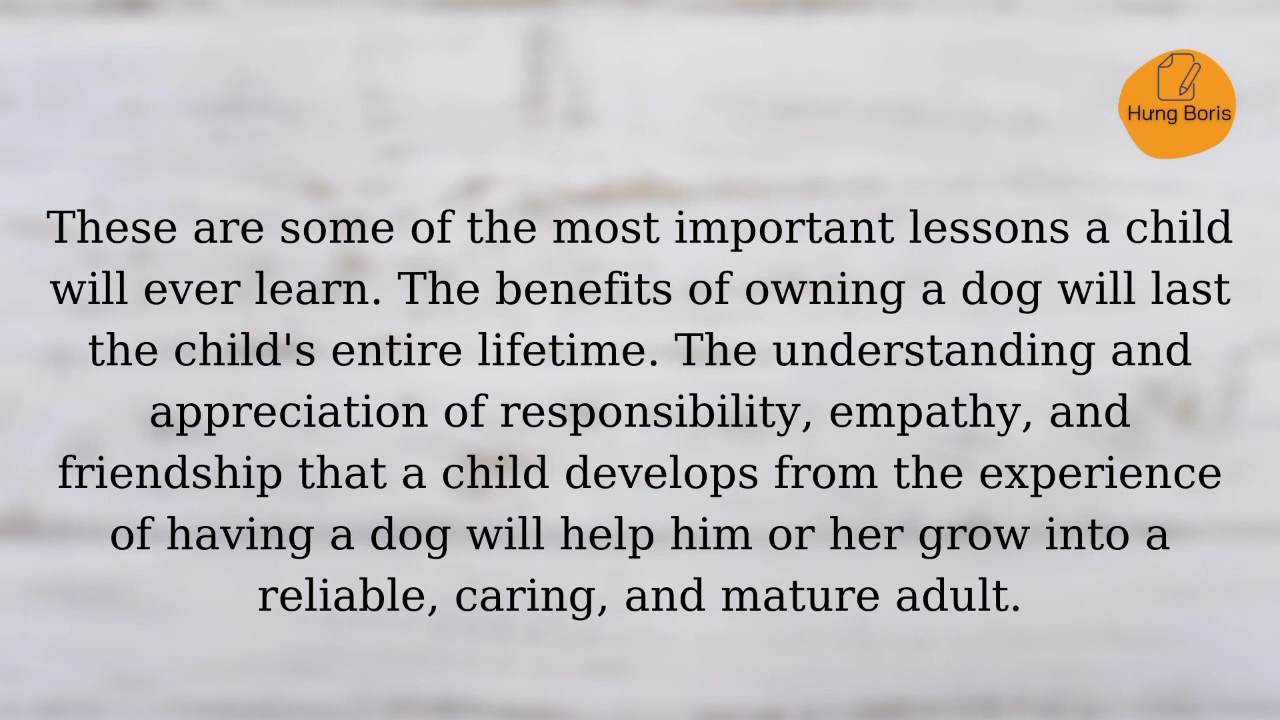 Hưng Boris
These are some of the most important lessons a child
will ever learn. The benefits of owning a dog will last
the child's entire lifetime. The understanding and
appreciation of responsibility, empathy, and
friendship that a child develops from the experience
of having a dog will help him or her grow into a
reliable, caring, and mature adult.